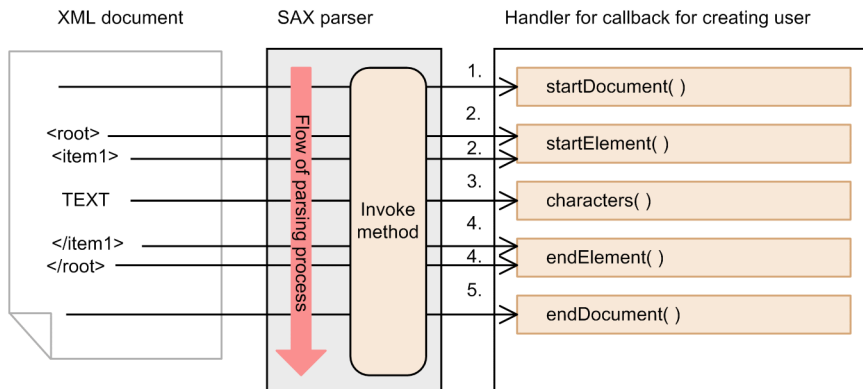 XML document
SAX parser
Handler for callback for creating user
1.
startDocument( )
2.
<root>
startElement( )
2.
<item1>
3.
TEXT
characters( )
Flow of parsing process
Invoke
method
4.
</item1>
4.
endElement( )
</root>
5.
endDocument( )